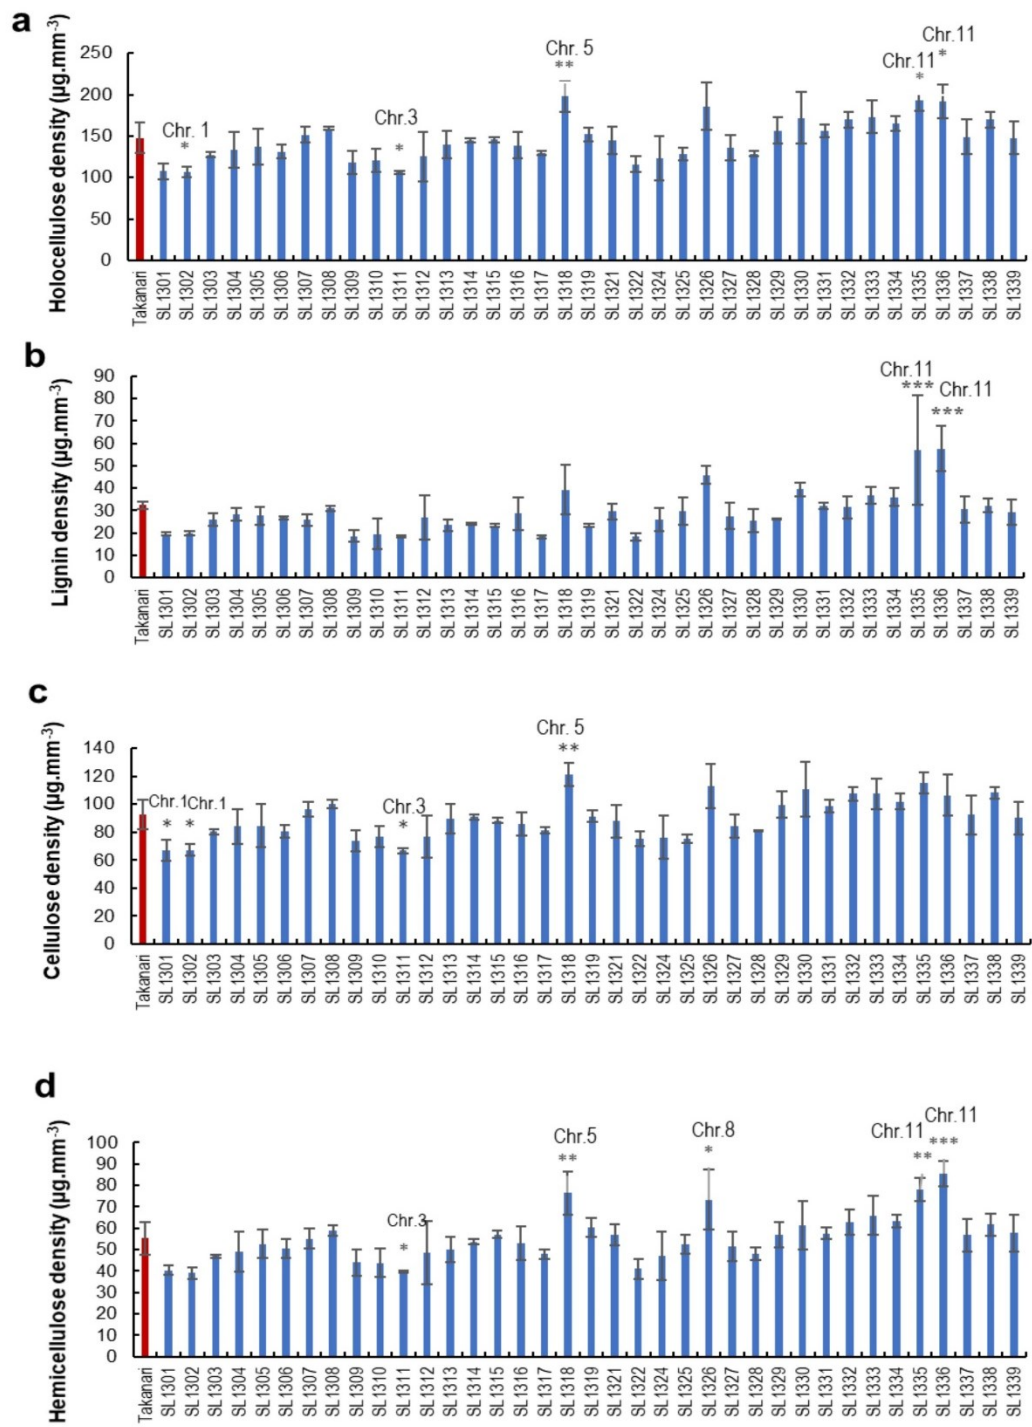 a
Holocellulose density (µg.mm-3)
250
200
150
100
50
0
Chr. 1
*
Chr.3
*
Chr. 5
**
Chr.11
*
Chr.11
*
Takanari SL1301 SL1302 SL1303 SL1304 SL1305 SL1306 SL1307 SL1308 SL1309 SL1310 SL1311 SL1312 SL1313 SL1314 SL1315 SL1316 SL1317 SL1318 SL1319 SL1321 SL1322 SL1324 SL1325 SL1326 SL1327 SL1328 SL1329 SL1330 SL1331 SL1332 SL1333 SL1334 SL1335 SL1336 SL1337 SL1338 SL1339
b
Lignin density (µg.mm-3)
90
80
70
60
50
40
30
20
10
0
Chr.11
***
Chr.11
***
Takanari SL1301 SL1302 SL1303 SL1304 SL1305 SL1306 SL1307 SL1308 SL1309 SL1310 SL1311 SL1312 SL1313 SL1314 SL1315 SL1316 SL1317 SL1318 SL1319 SL1321 SL1322 SL1324 SL1325 SL1326 SL1327 SL1328 SL1329 SL1330 SL1331 SL1332 SL1333 SL1334 SL1335 SL1336 SL1337 SL1338 SL1339
c
Cellulose density (µg.mm-3)
140
120
100
80
60
40
20
0
Chr.1
*
Chr.1
*
Chr.3
*
Chr. 5
**
Takanari SL1301 SL1302 SL1303 SL1304 SL1305 SL1306 SL1307 SL1308 SL1309 SL1310 SL1311 SL1312 SL1313 SL1314 SL1315 SL1316 SL1317 SL1318 SL1319 SL1321 SL1322 SL1324 SL1325 SL1326 SL1327 SL1328 SL1329 SL1330 SL1331 SL1332 SL1333 SL1334 SL1335 SL1336 SL1337 SL1338 SL1339
d
Hemicellulose density (µg.mm-3)
100
90
80
70
60
50
40
30
20
10
0
Chr.3
*
Chr.5
**
Chr.8
*
Chr.11
**
Chr.11
***
Takanari SL1301 SL1302 SL1303 SL1304 SL1305 SL1306 SL1307 SL1308 SL1309 SL1310 SL1311 SL1312 SL1313 SL1314 SL1315 SL1316 SL1317 SL1318 SL1319 SL1321 SL1322 SL1324 SL1325 SL1326 SL1327 SL1328 SL1329 SL1330 SL1331 SL1332 SL1333 SL1334 SL1335 SL1336 SL1337 SL1338 SL1339